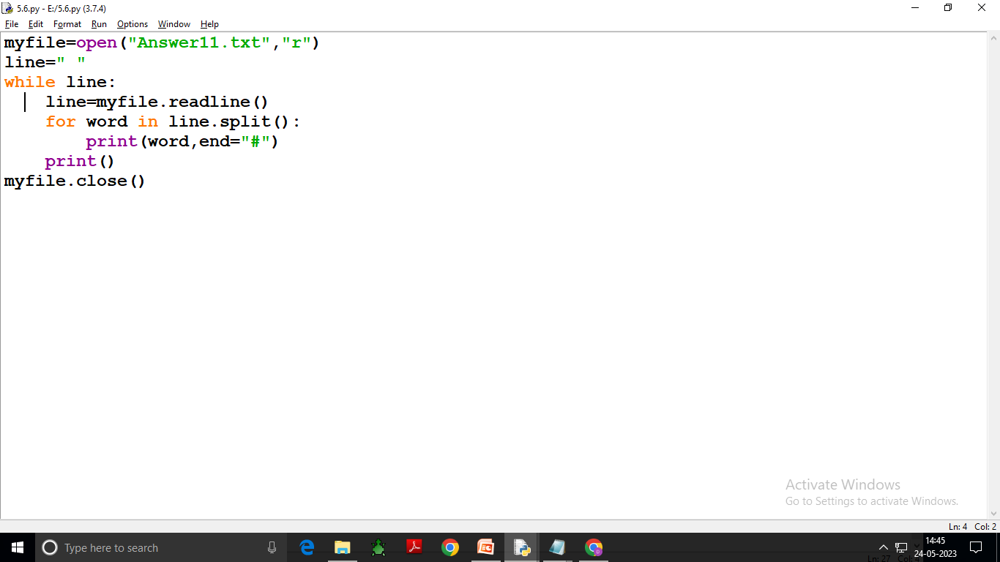 5.6.py - E:/5.6.py (3.7.4)
File Edit Format Run Options Window Help
myfile=open("Answer11.txt","r")
line=" "
while line:
    line=myfile.readline()
    for word in line.split():
        print(word,end="#")
    print()
myfile.close()
Activate Windows
Go to Settings to activate Windows.
Ln: 4 Col: 2
Type here to search
14:45
24-05-2023
Ln: 27